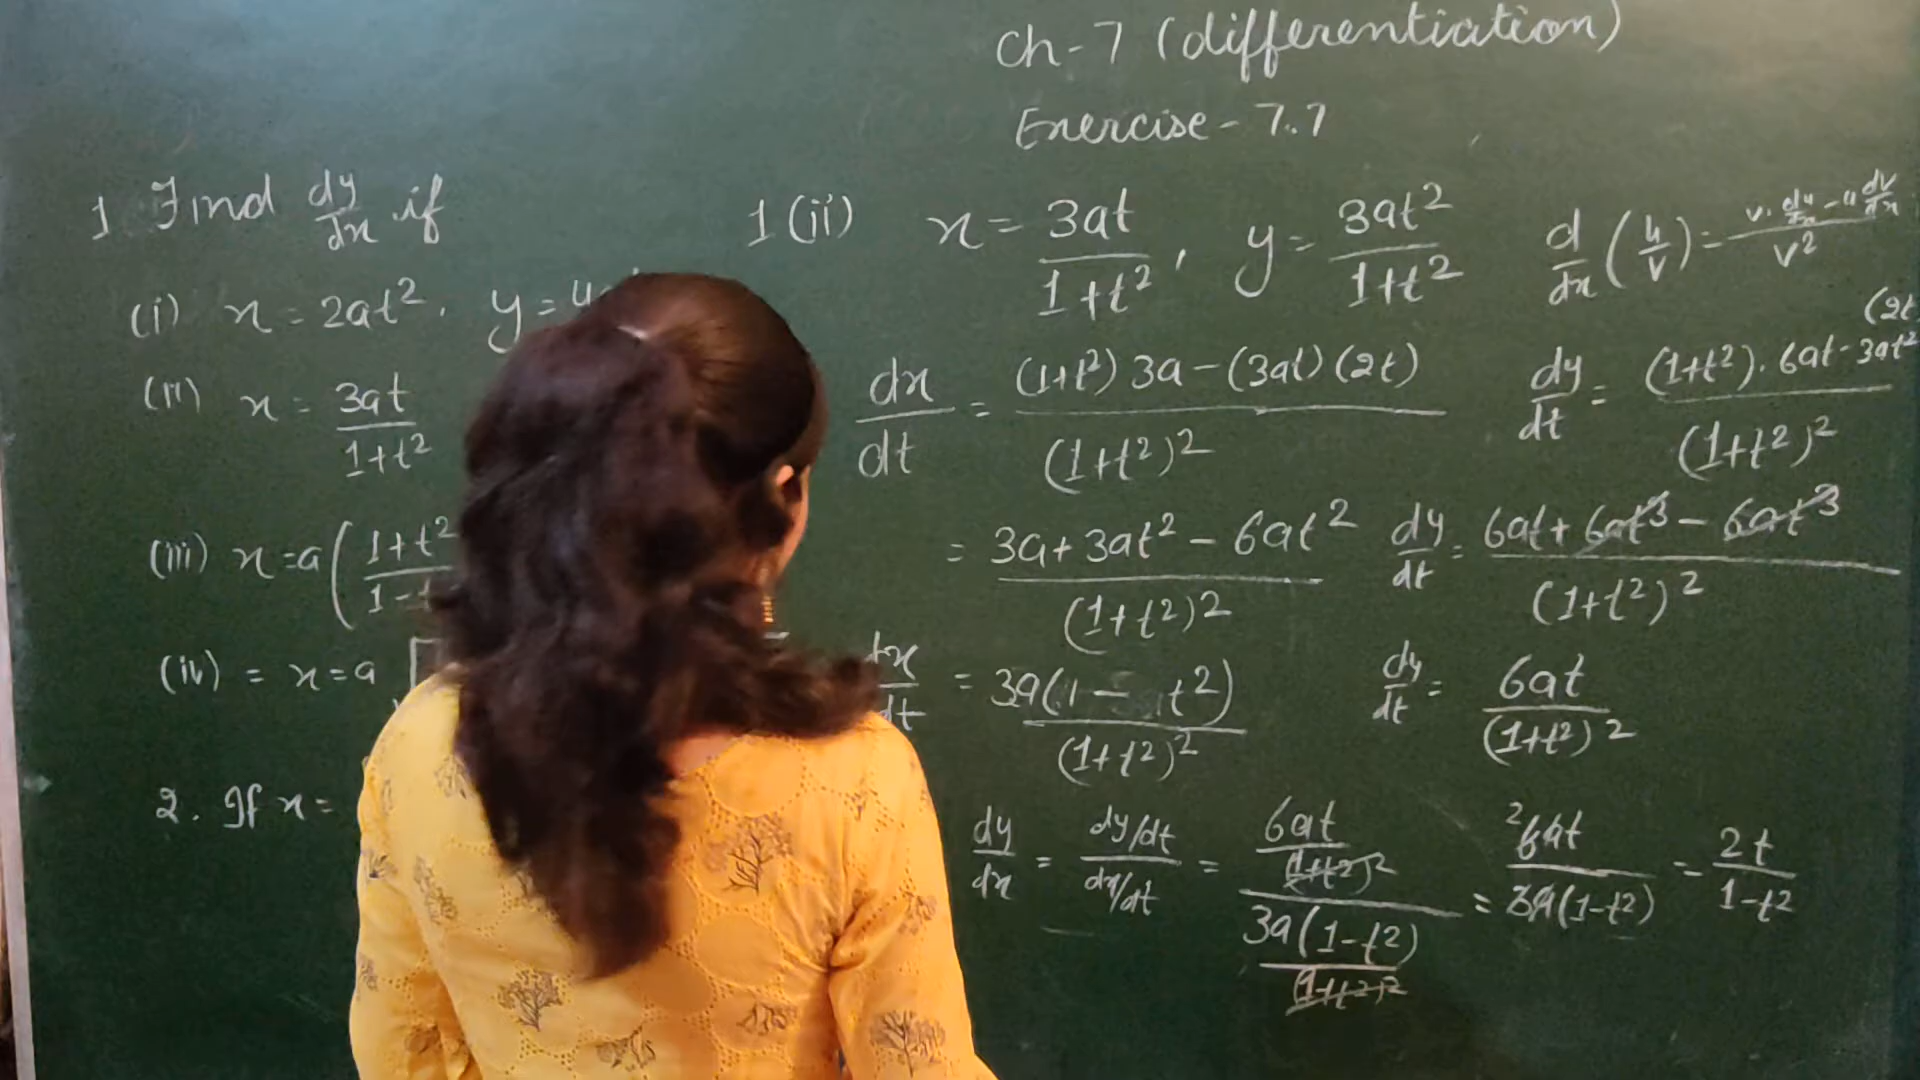 Ch-7 (differentiation)
Exercise - 7.7
1 Find dy/dx if
(i) x = 2at², y = 4
(ii) x = 3at/1+t²
(iii) x = a(1+t²/1-
(iv) = x = a [
2. If x =
1(ii) x = 3at/1+t², y = 3at²/1+t²
d/dx (u/v) = v. du/dx - u dv/dx / v²
dx/dt = (1+t²) 3a - (3at) (2t) / (1+t²)²
dy/dt = (1+t²). 6at - 3at² (2t / (1+t²)²
= 3a + 3at² - 6at² / (1+t²)²
dy/dt = 6at + 6at³ - 6at³ / (1+t²)²
dx/dt = 3a(1 - t²) / (1+t²)²
dy/dt = 6at / (1+t²)²
dy/dx = dy/dt / dx/dt = 6at/(1+t²)² / 3a(1-t²)/(1+t²)² = ²6at / 3a(1-t²) = 2t / 1-t²